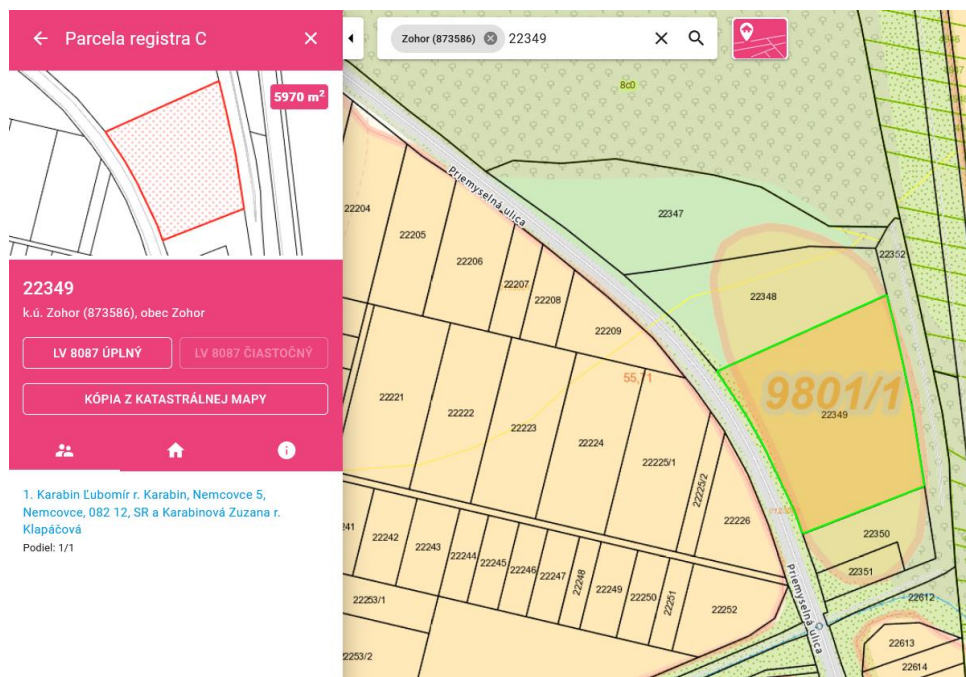 Parcela registra C
5970 m²
22349
k.ú. Zohor (873586), obec Zohor
LV 8087 ÚPLNÝ
LV 8087 ČIASTOČNÝ
KÓPIA Z KATASTRÁLNEJ MAPY
1. Karabin Ľubomír r. Karabin, Nemcovce 5,
Nemcovce, 082 12, SR a Karabinová Zuzana r.
Klapáčová
Podiel: 1/1
Zohor (873586) 22349
8c0
Priemyselná ulica
22204
22205
22206
22207
22208
22209
22347
22352
22348
55,71
9801/1
22349
22221
22222
22223
22224
22225/1
22225/2
22226
22350
22351
22242
22243
22244
22245
22246
22247
22248
22249
22250
22251
22252
22253/1
22253/2
Priemyselná ulica
22612
22613
22614